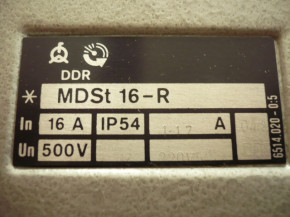 DDR
* MDSt 16-R
In 16 A IP54 A
Un 500V
6514.020-0:5